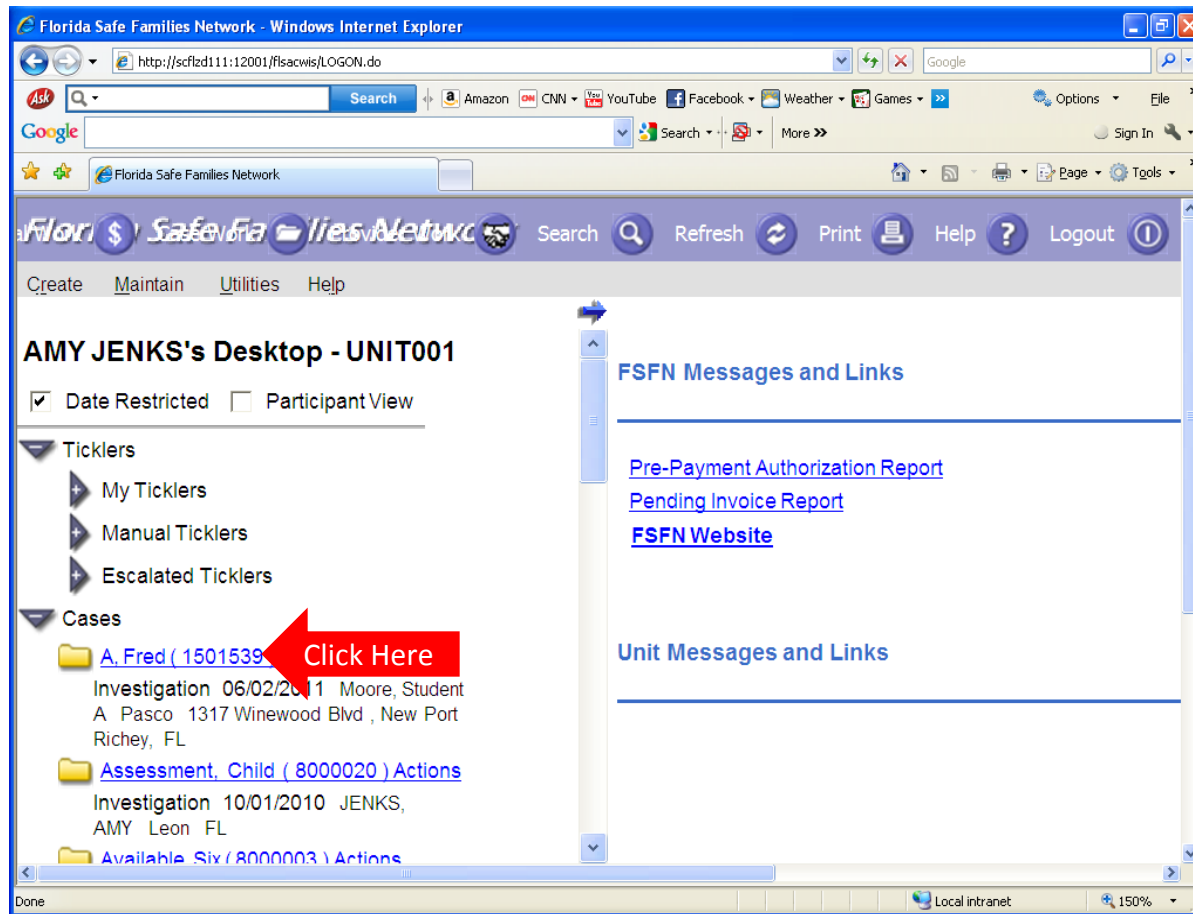 Florida Safe Families Network - Windows Internet Explorer
http://scflzd111:12001/flsacwis/LOGON.do
Google
Ask
Search
Amazon CNN YouTube Facebook Weather Games Options File
Google
Search More >> Sign In
Florida Safe Families Network
Page Tools
Florida Safe Families Network
Search Refresh Print Help Logout
Create Maintain Utilities Help
AMY JENKS's Desktop - UNIT001
Date Restricted Participant View
Ticklers
My Ticklers
Manual Ticklers
Escalated Ticklers
Cases
A, Fred ( 1501539
Click Here
Investigation 06/02/2011 Moore, Student
A Pasco 1317 Winewood Blvd , New Port
Richey, FL
Assessment, Child ( 8000020 ) Actions
Investigation 10/01/2010 JENKS,
AMY Leon FL
Available, Six ( 8000003 ) Actions
FSFN Messages and Links
Pre-Payment Authorization Report
Pending Invoice Report
FSFN Website
Unit Messages and Links
Done
Local intranet
150%